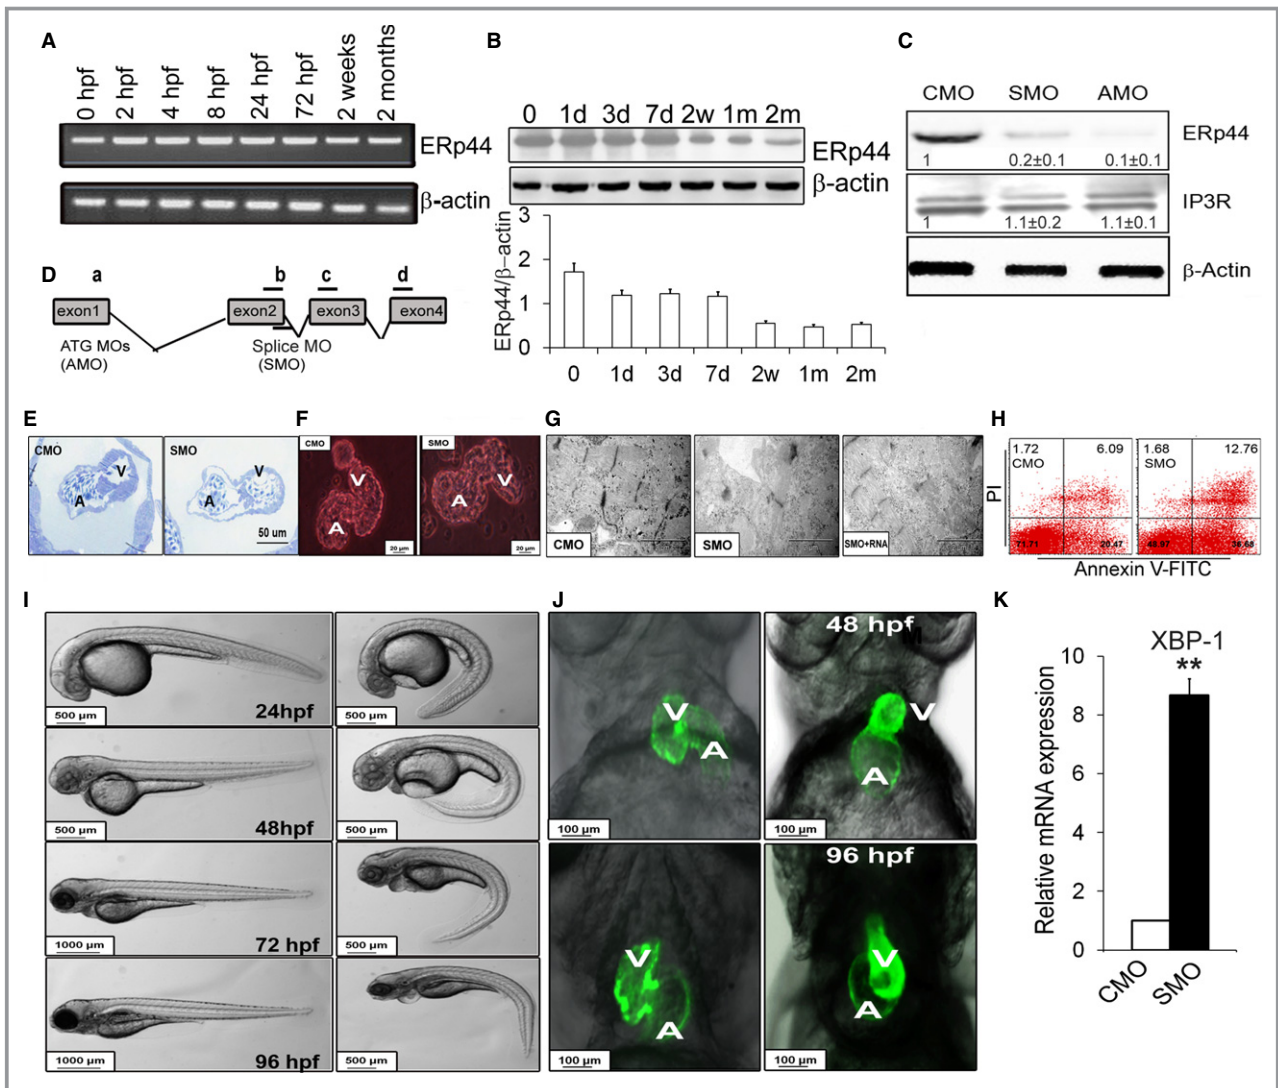 A
0 hpf
2 hpf
4 hpf
8 hpf
24 hpf
72 hpf
2 weeks
2 months
ERp44
β-actin
B
0 1d 3d 7d 2w 1m 2m
ERp44
β-actin
ERp44/β-actin
3
2
1
0
0 1d 3d 7d 2w 1m 2m
C
CMO SMO AMO
ERp44
1 0.2±0.1 0.1±0.1
IP3R
1 1.1±0.2 1.1±0.1
β-Actin
D
a b c d
exon1 exon2 exon3 exon4
ATG MOs
(AMO)
Splice MO
(SMO)
E
CMO
V
A
SMO
V
A
50 um
F
CMO
V
A
20 µm
SMO
V
A
20 µm
G
CMO
SMO
SMO+RNA
H
PI
1.72 6.09
CMO
71.71 20.47
1.68 12.76
SMO
Annexin V-FITC
I
500 µm
24hpf
500 µm
500 µm
48hpf
500 µm
1000 µm
72 hpf
500 µm
1000 µm
96 hpf
500 µm
J
V
A
100 µm
48 hpf
V
A
100 µm
V
A
100 µm
96 hpf
V
A
100 µm
K
XBP-1
**
Relative mRNA expression
10
8
6
4
2
0
CMO
SMO